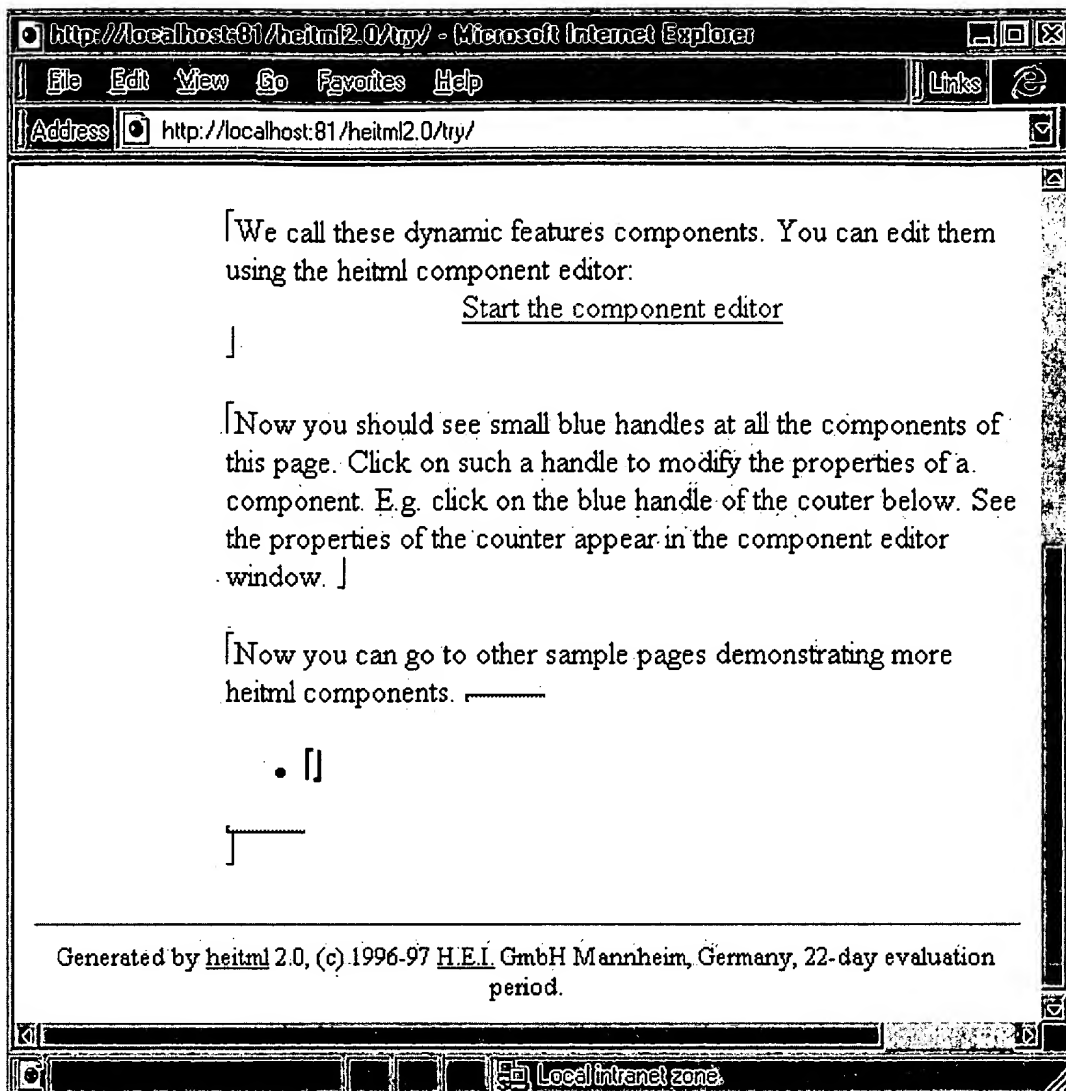 http://localhost:81/heitml2.0/try/ - Microsoft Internet Explorer
File Edit View Go Favorites Help Links
Address http://localhost:81/heitml2.0/try/
⌈We call these dynamic features components. You can edit them
using the heitml component editor:
Start the component editor
⌋
⌈Now you should see small blue handles at all the components of
this page. Click on such a handle to modify the properties of a
component. E.g. click on the blue handle of the couter below. See
the properties of the counter appear in the component editor
window. ⌋
⌈Now you can go to other sample pages demonstrating more
heitml components.
• ⌈⌋
⌋
Generated by heitml 2.0, (c) 1996-97 H.E.I. GmbH Mannheim, Germany, 22-day evaluation
period.
Local intranet zone